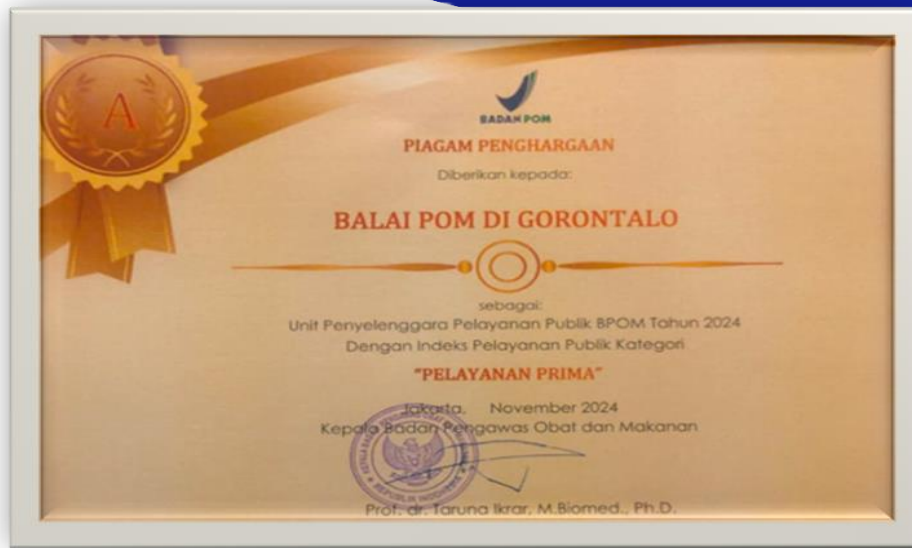 A
BADAN POM
PIAGAM PENGHARGAAN
Diberikan kepada:
BALAI POM DI GORONTALO
sebagai:
Unit Penyelenggara Pelayanan Publik BPOM Tahun 2024
Dengan Indeks Pelayanan Publik Kategori
"PELAYANAN PRIMA"
Jakarta, November 2024
Kepala Badan Pengawas Obat dan Makanan
REPUBLIK INDONESIA
Prof. dr. Taruna Ikrar, M.Biomed., Ph.D.